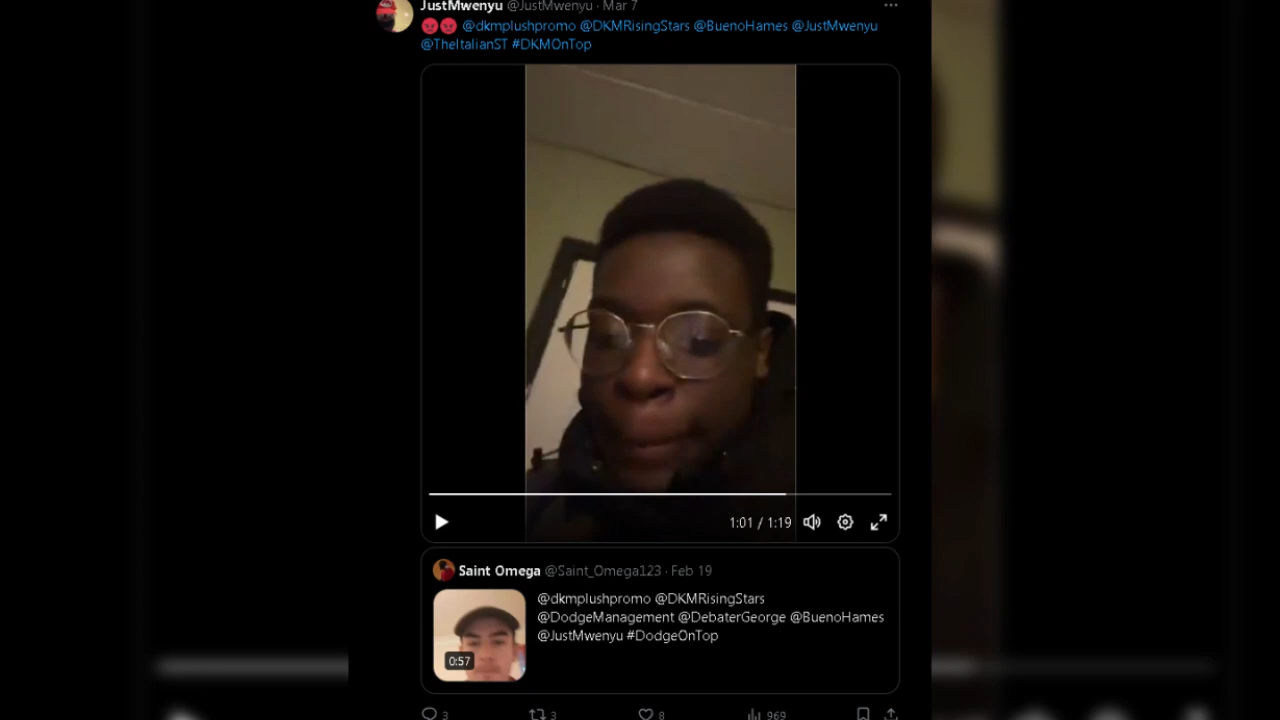 JustMwenyu @JustMwenyu · Mar 7
😡😡 @dkmplushpromo @DKMRisingStars @BuenoHames @JustMwenyu
@TheItalianST #DKMOnTop
1:01 / 1:19
Saint Omega @Saint_Omega123 · Feb 19
@dkmplushpromo @DKMRisingStars
@DodgeManagement @DebaterGeorge @BuenoHames
@JustMwenyu #DodgeOnTop
0:57
3 3 8 969